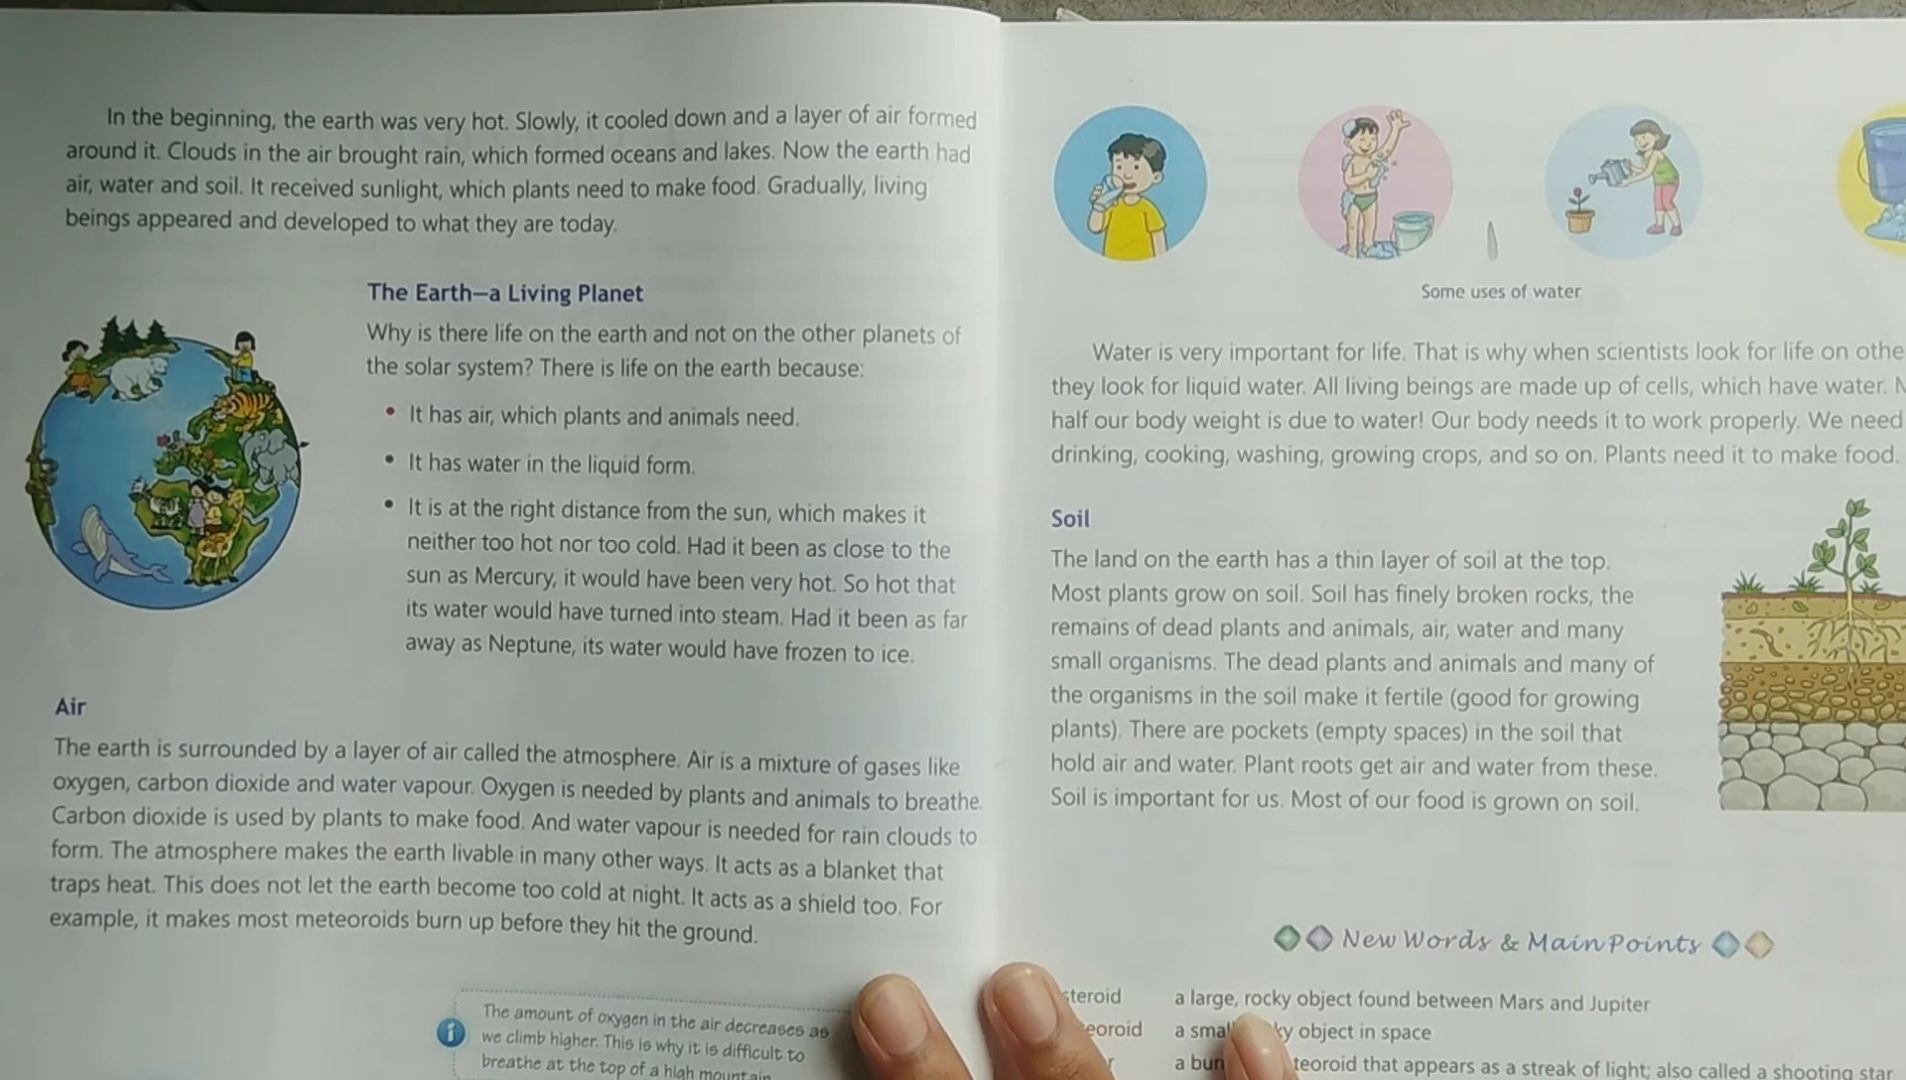 In the beginning, the earth was very hot. Slowly, it cooled down and a layer of air formed
around it. Clouds in the air brought rain, which formed oceans and lakes. Now the earth had
air, water and soil. It received sunlight, which plants need to make food. Gradually, living
beings appeared and developed to what they are today.
The Earth—a Living Planet
Why is there life on the earth and not on the other planets of
the solar system? There is life on the earth because:
• It has air, which plants and animals need.
• It has water in the liquid form.
• It is at the right distance from the sun, which makes it
neither too hot nor too cold. Had it been as close to the
sun as Mercury, it would have been very hot. So hot that
its water would have turned into steam. Had it been as far
away as Neptune, its water would have frozen to ice.
Air
The earth is surrounded by a layer of air called the atmosphere. Air is a mixture of gases like
oxygen, carbon dioxide and water vapour. Oxygen is needed by plants and animals to breathe.
Carbon dioxide is used by plants to make food. And water vapour is needed for rain clouds to
form. The atmosphere makes the earth livable in many other ways. It acts as a blanket that
traps heat. This does not let the earth become too cold at night. It acts as a shield too. For
example, it makes most meteoroids burn up before they hit the ground.
i
The amount of oxygen in the air decreases as
we climb higher. This is why it is difficult to
breathe at the top of a high mountain
Some uses of water
Water is very important for life. That is why when scientists look for life on
they look for liquid water. All living beings are made up of cells, which have water.
half our body weight is due to water! Our body needs it to work properly. We need
drinking, cooking, washing, growing crops, and so on. Plants need it to make food.
Soil
The land on the earth has a thin layer of soil at the top.
Most plants grow on soil. Soil has finely broken rocks, the
remains of dead plants and animals, air, water and many
small organisms. The dead plants and animals and many of
the organisms in the soil make it fertile (good for growing
plants). There are pockets (empty spaces) in the soil that
hold air and water. Plant roots get air and water from these.
Soil is important for us. Most of our food is grown on soil.
New Words & Main Points
a large, rocky object found between Mars and Jupiter
a object in space
a that appears as a streak of light; also called a shooting star